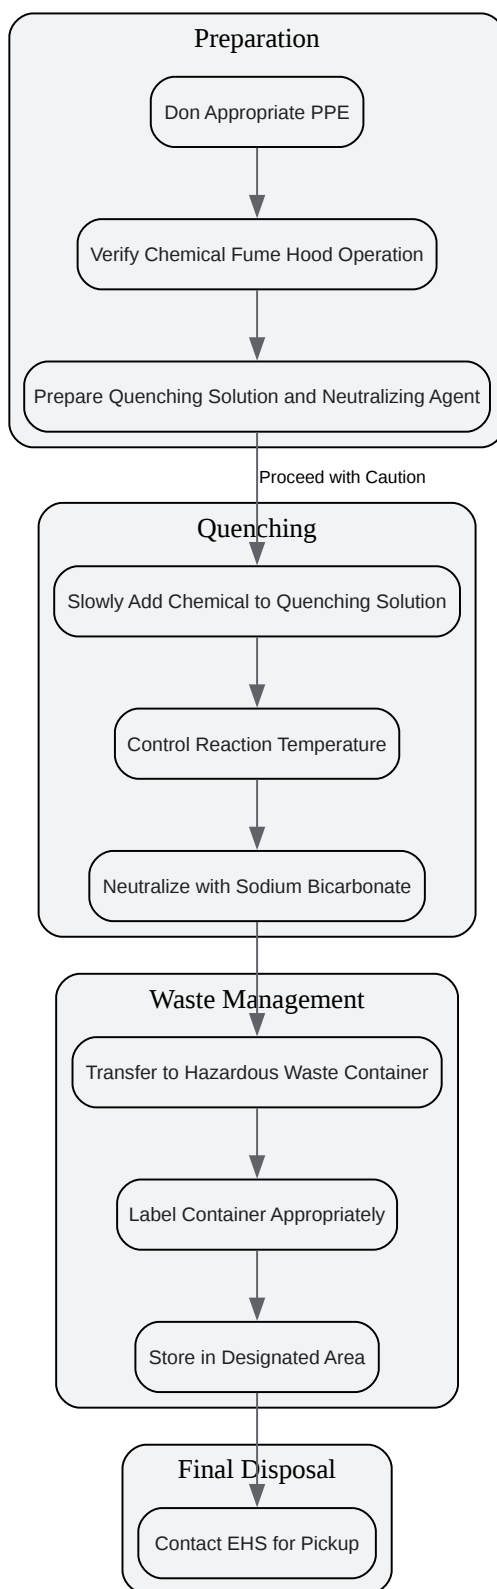 Preparation
Don Appropriate PPE
Verify Chemical Fume Hood Operation
Prepare Quenching Solution and Neutralizing Agent
Proceed with Caution
Quenching
Slowly Add Chemical to Quenching Solution
Control Reaction Temperature
Neutralize with Sodium Bicarbonate
Waste Management
Transfer to Hazardous Waste Container
Label Container Appropriately
Store in Designated Area
Final Disposal
Contact EHS for Pickup